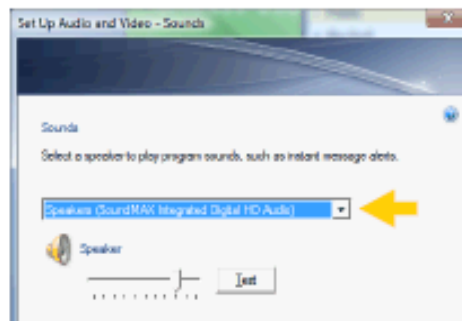 Set Up Audio and Video - Sounds
Sounds
Select a speaker to play program sounds, such as instant message alerts.
Speakers (SoundMAX Integrated Digital HD Audio)
Speaker
Test